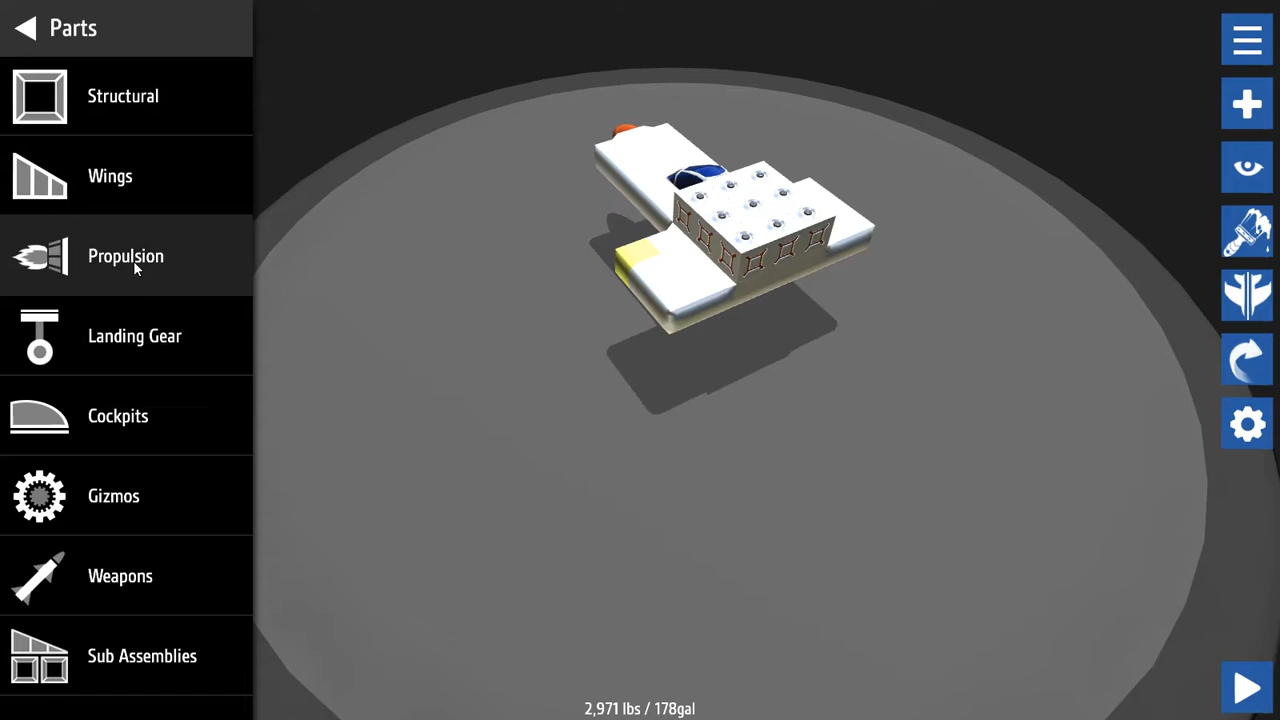 Parts
Structural
Wings
Propulsion
Landing Gear
Cockpits
Gizmos
Weapons
Sub Assemblies
2,971 lbs / 178gal